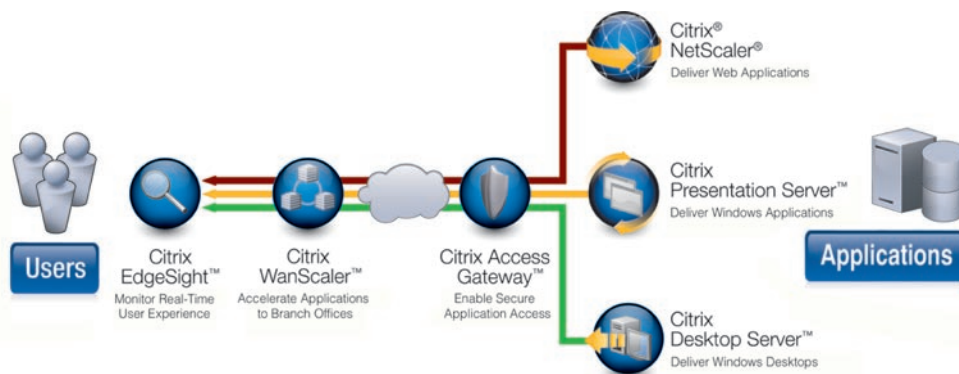 Citrix®
NetScaler®
Deliver Web Applications
Users
Citrix
EdgeSight™
Monitor Real-Time
User Experience
Citrix
WanScaler™
Accelerate Applications
to Branch Offices
Citrix Access
Gateway™
Enable Secure
Application Access
Citrix
Presentation Server™
Deliver Windows Applications
Applications
Citrix
Desktop Server™
Deliver Windows Desktops